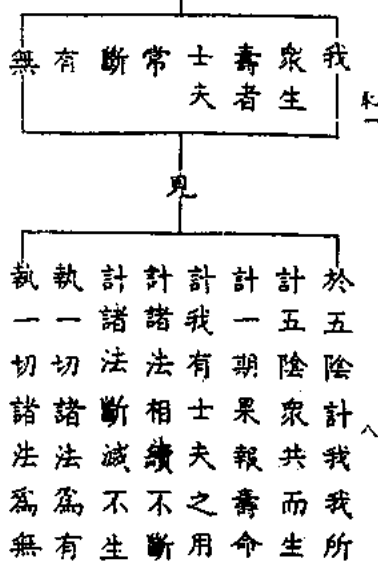 我
衆生
壽者
士夫
常
斷
有
無
見
於五陰計我我所
計五陰衆共而生
計一期果報壽命
計我有士夫之用
計諸法相續不斷
計諸法斷滅不生
執一切諸法爲有
執一切諸法爲無
八